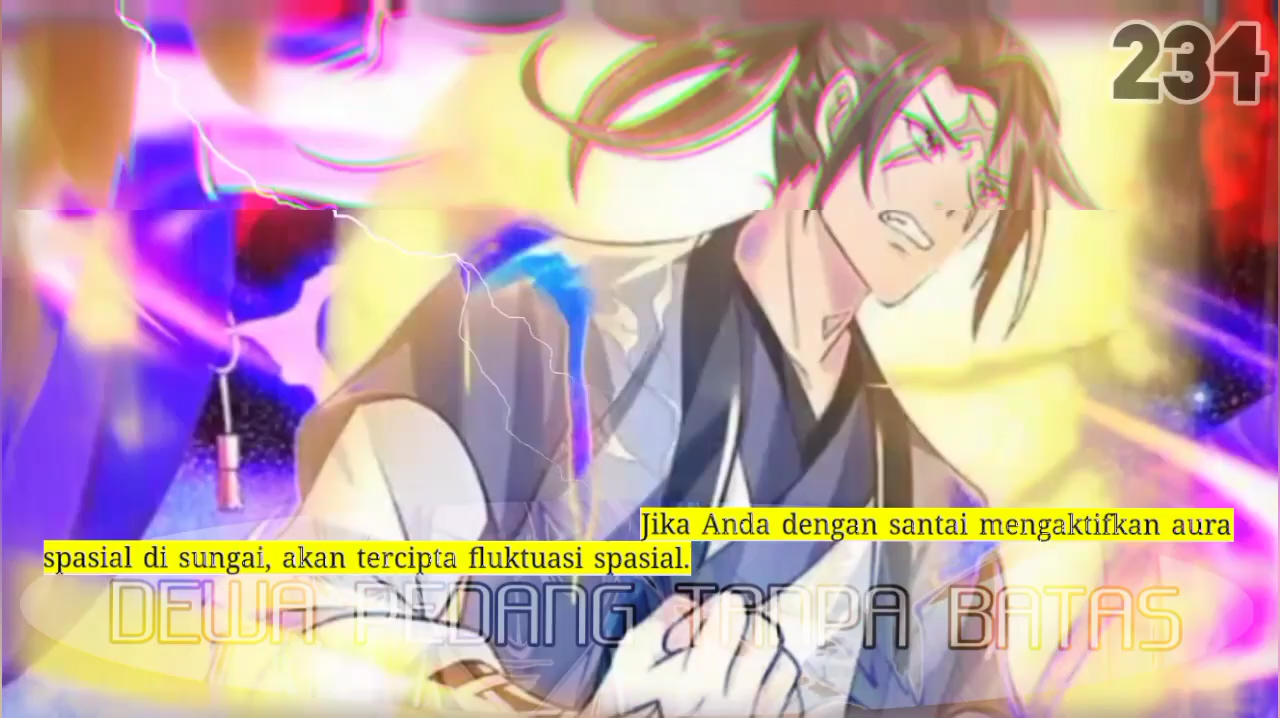 234
Jika Anda dengan santai mengaktifkan aura
spasial di sungai, akan tercipta fluktuasi spasial.
DEWA PEDANG TANPA BATAS